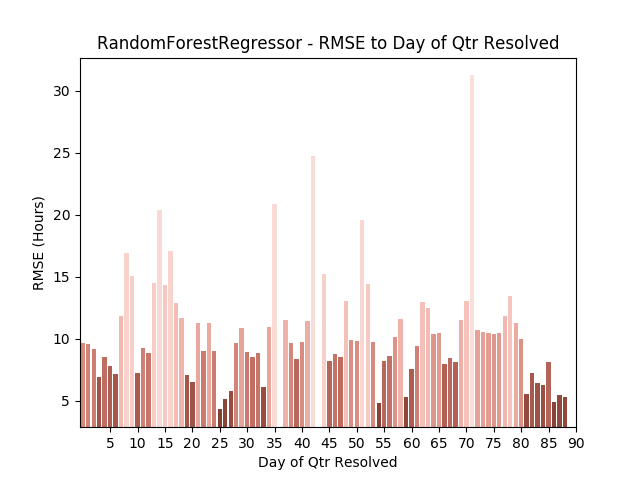 RandomForestRegressor - RMSE to Day of Qtr Resolved
30
25
20
15
10
5
RMSE (Hours)
5 10 15 20 25 30 35 40 45 50 55 60 65 70 75 80 85 90
Day of Qtr Resolved